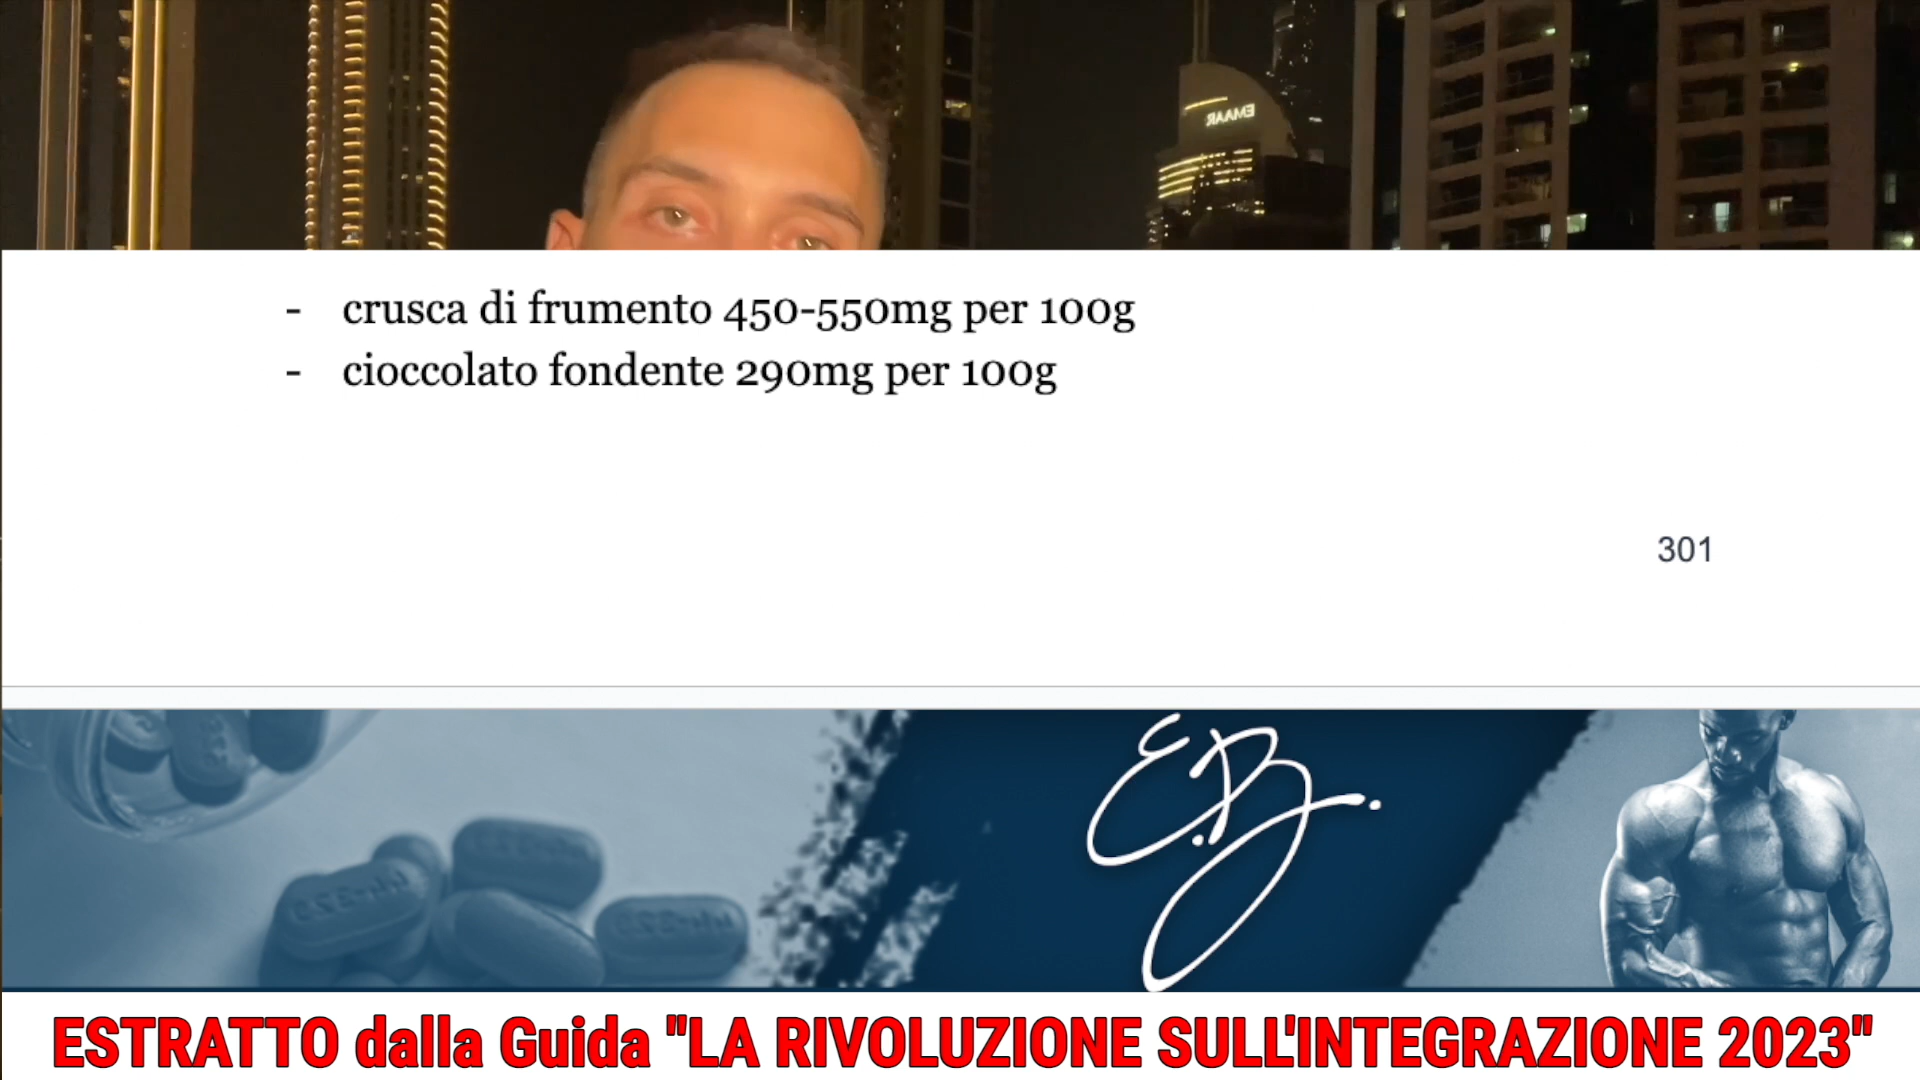 EMAAR
- crusca di frumento 450-550mg per 100g
- cioccolato fondente 290mg per 100g
301
E.B.
ESTRATTO dalla Guida "LA RIVOLUZIONE SULL'INTEGRAZIONE 2023"